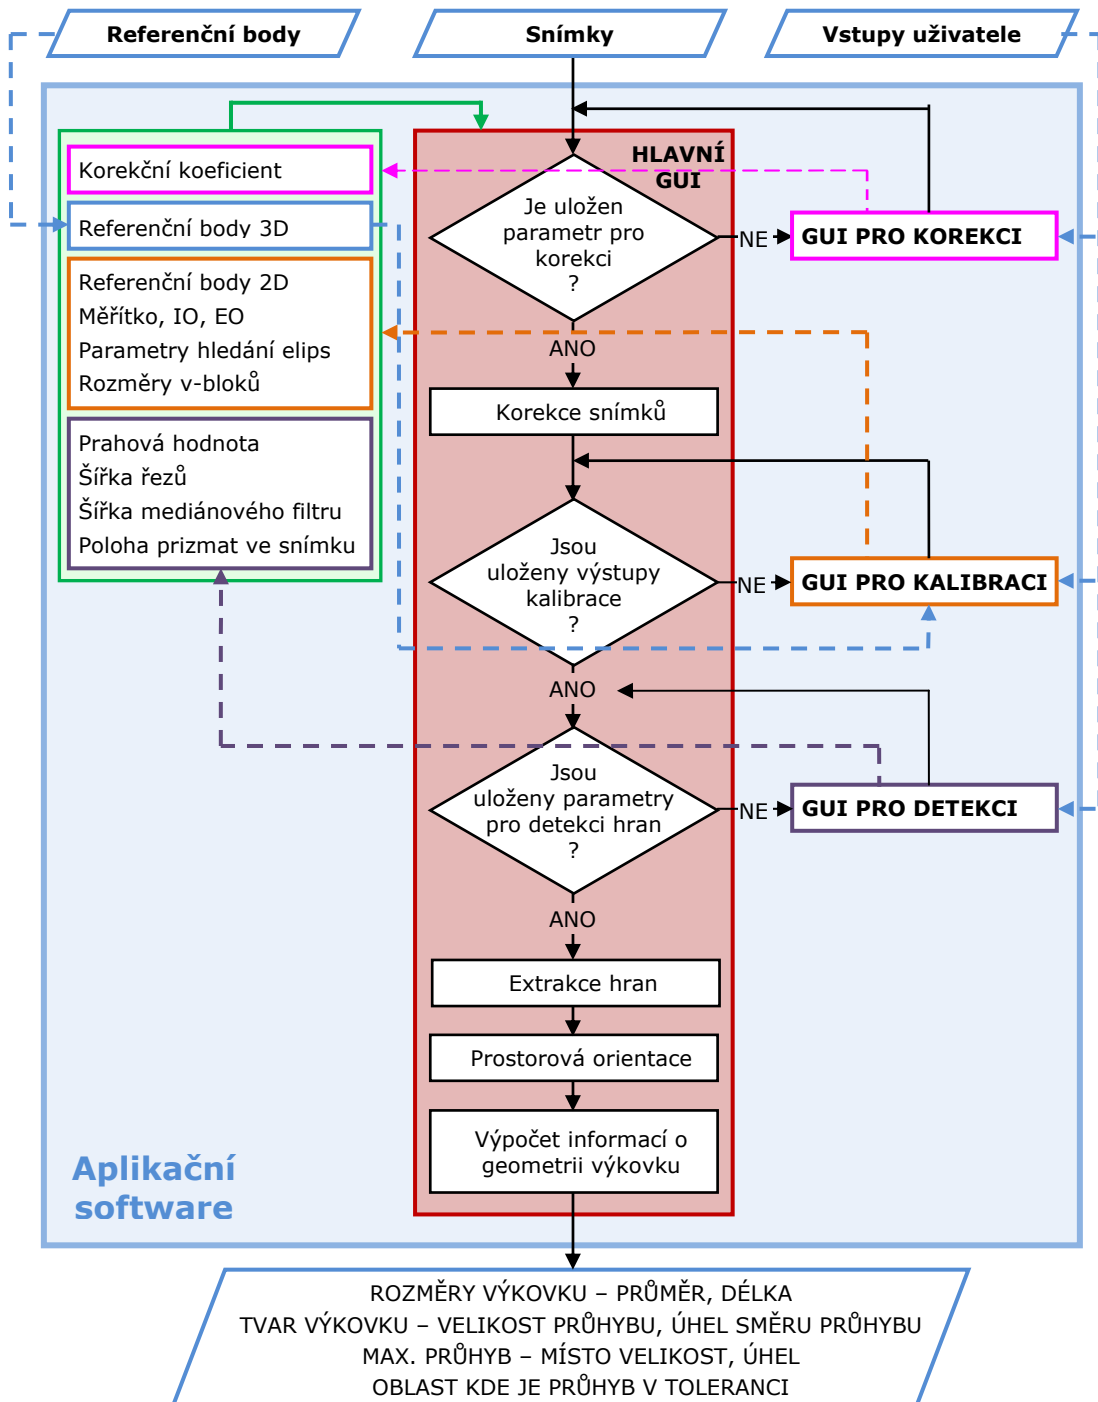 Referenční body
Snímky
Vstupy uživatele
Korekční koeficient
Referenční body 3D
Referenční body 2D
Měřítko, IO, EO
Parametry hledání elips
Rozměry v-bloků
Prahová hodnota
Šířka řezů
Šířka mediánového filtru
Poloha prizmat ve snímku
HLAVNÍ
GUI
Je uložen
parametr pro
korekci
?
NE
GUI PRO KOREKCI
ANO
Korekce snímků
Jsou
uloženy výstupy
kalibrace
?
NE
GUI PRO KALIBRACI
ANO
Jsou
uloženy parametry
pro detekci hran
?
NE
GUI PRO DETEKCI
ANO
Extrakce hran
Prostorová orientace
Výpočet informací o
geometrii výkovku
Aplikační
software
ROZMĚRY VÝKOVKU – PRŮMĚR, DÉLKA
TVAR VÝKOVKU – VELIKOST PRŮHYBU, ÚHEL SMĚRU PRŮHYBU
MAX. PRŮHYB – MÍSTO VELIKOST, ÚHEL
OBLAST KDE JE PRŮHYB V TOLERANCI